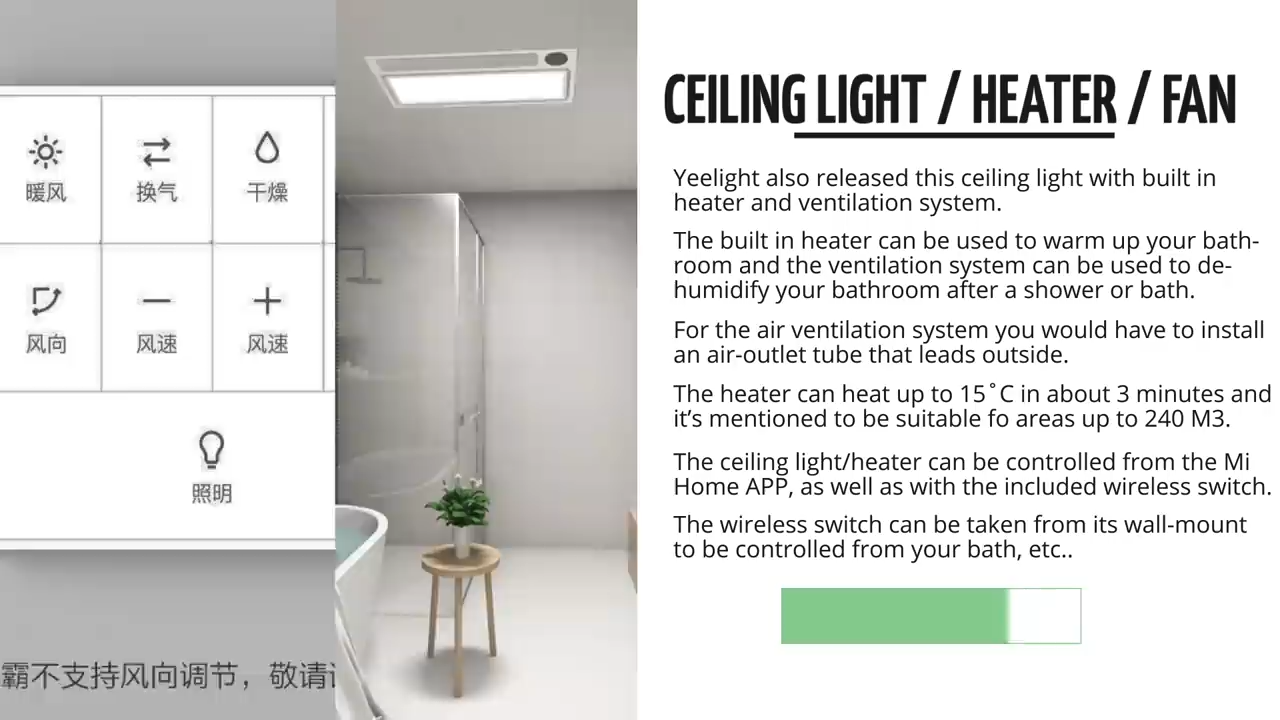 暖风
换气
干燥
风向
风速
风速
照明
霸不支持风向调节，敬请
CEILING LIGHT / HEATER / FAN
Yeelight also released this ceiling light with built in
heater and ventilation system.
The built in heater can be used to warm up your bath-
room and the ventilation system can be used to de-
humidify your bathroom after a shower or bath.
For the air ventilation system you would have to install
an air-outlet tube that leads outside.
The heater can heat up to 15˚C in about 3 minutes and
it's mentioned to be suitable fo areas up to 240 M3.
The ceiling light/heater can be controlled from the Mi
Home APP, as well as with the included wireless switch.
The wireless switch can be taken from its wall-mount
to be controlled from your bath, etc..